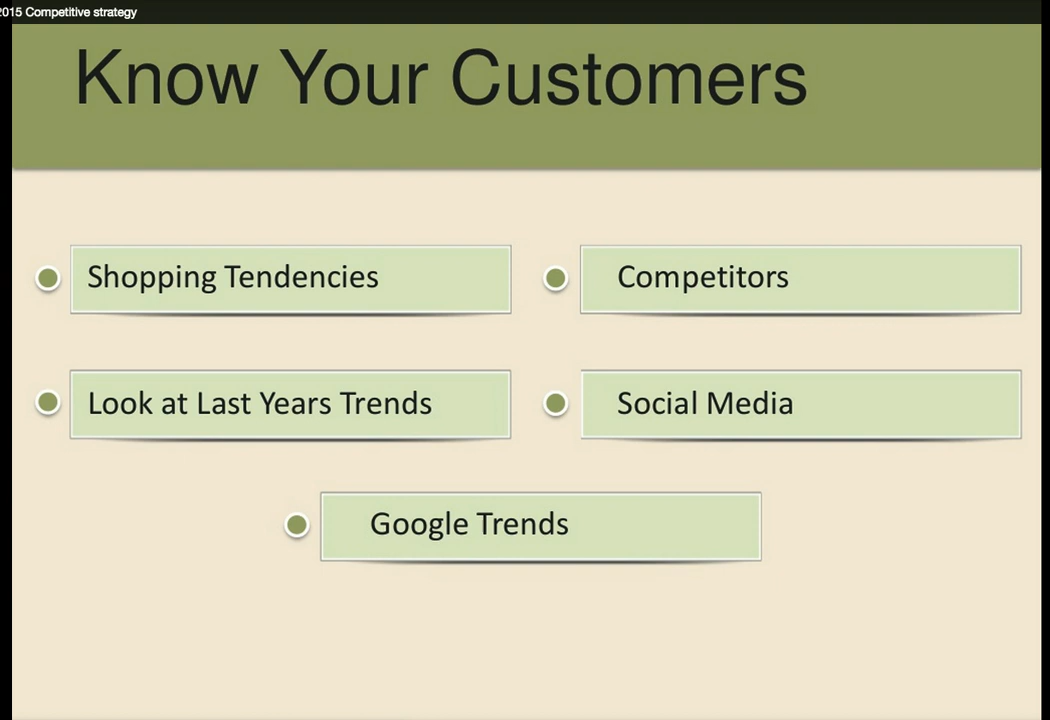 2015 Competitive strategy
Know Your Customers
Shopping Tendencies
Competitors
Look at Last Years Trends
Social Media
Google Trends